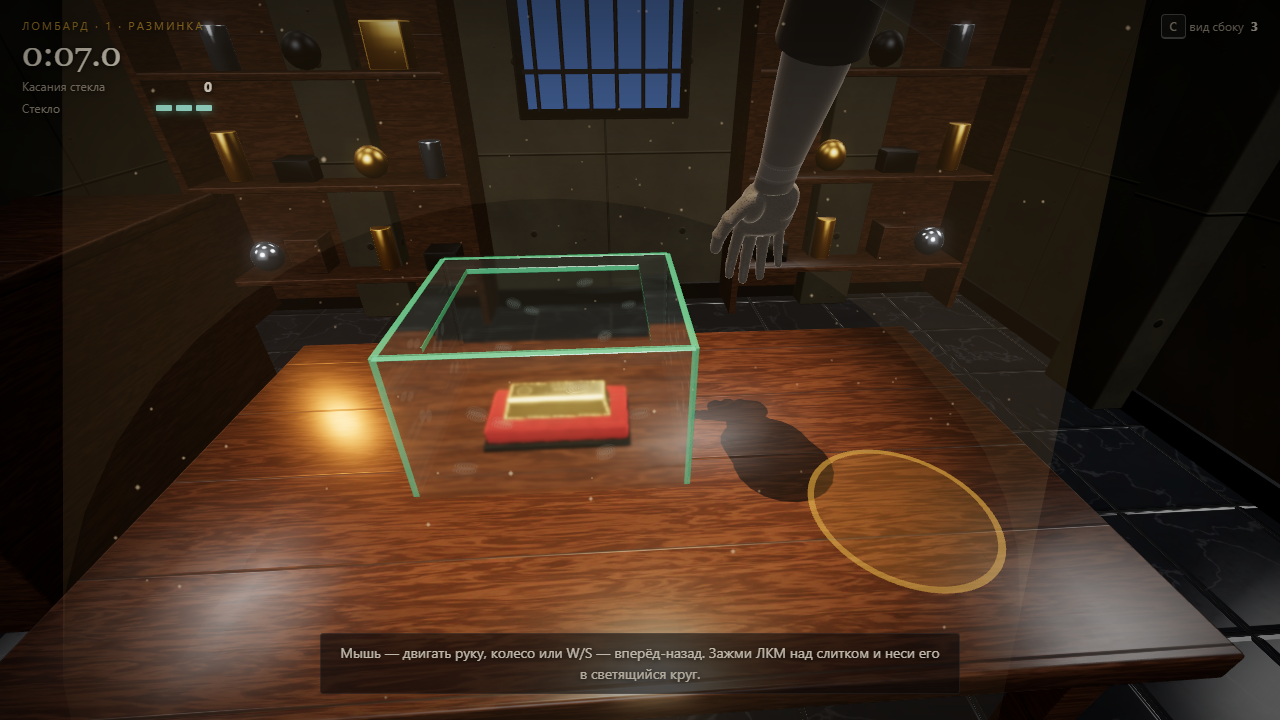 ЛОМБАРД · 1 · РАЗМИНКА
0:07.0
Касания стекла 0
Стекло
C вид сбоку 3
Мышь — двигать руку, колесо или W/S — вперёд-назад. Зажми ЛКМ над слитком и неси его
в светящийся круг.